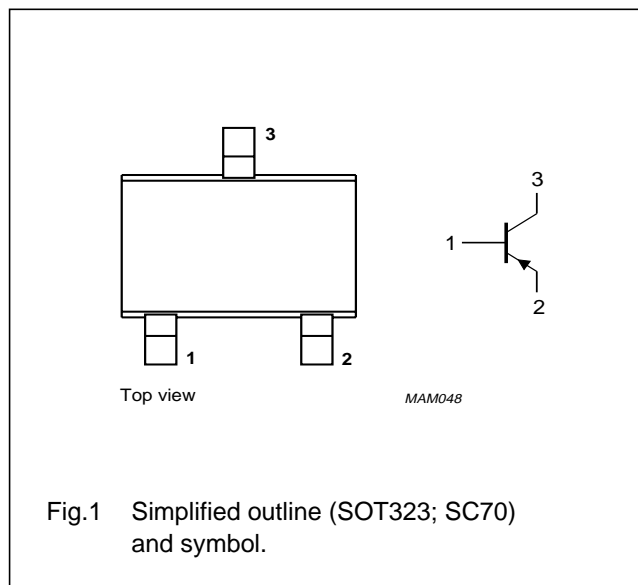 3
3
1
2
1
2
Top view
MAM048
Fig.1 Simplified outline (SOT323; SC70)
and symbol.